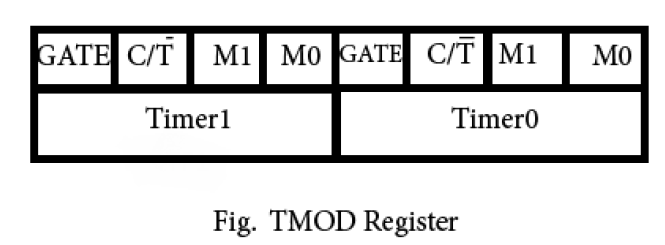 GATE C/T̄ M1 M0 GATE C/T̅ M1 M0
Timer1 Timer0
Fig. TMOD Register